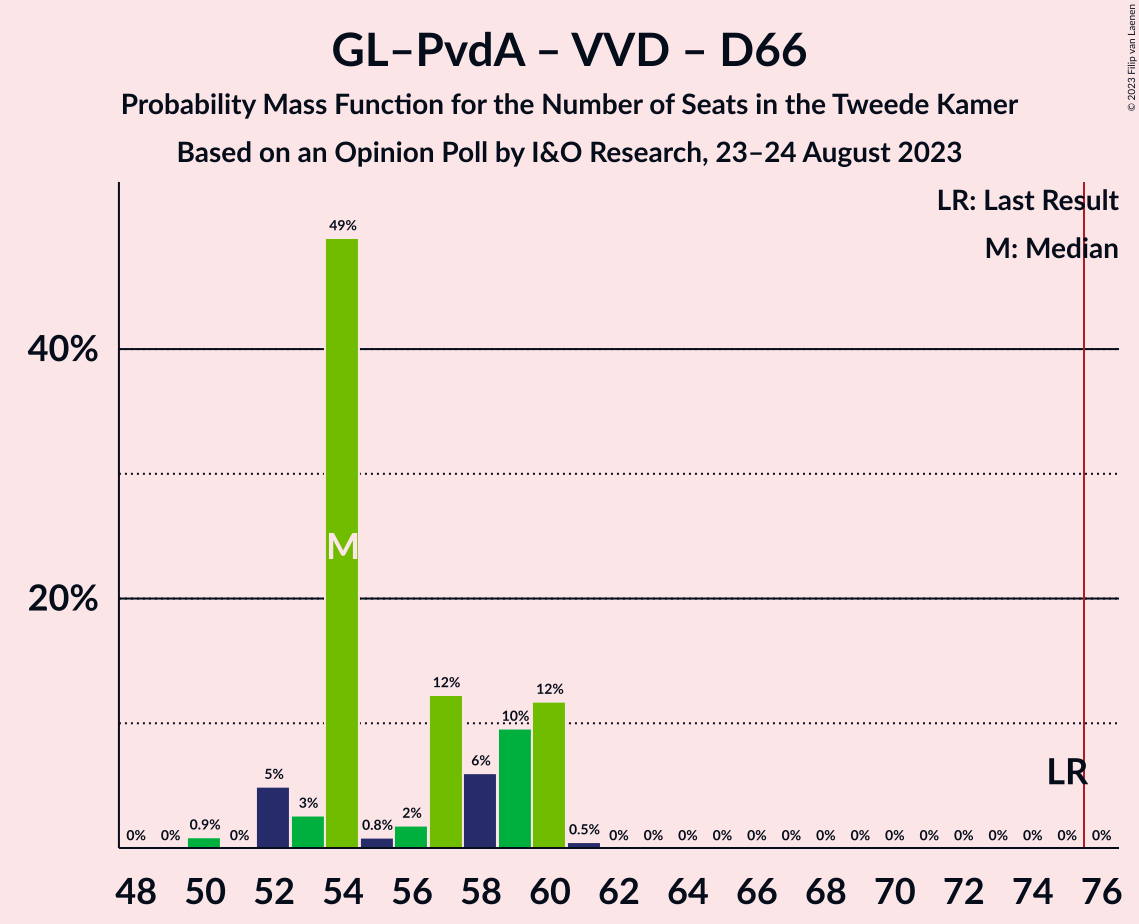 GL–PvdA – VVD – D66
Probability Mass Function for the Number of Seats in the Tweede Kamer
Based on an Opinion Poll by I&O Research, 23–24 August 2023
© 2023 Filip van Laenen
LR: Last Result
M: Median
40%
20%
0% 0% 0.9% 0% 5% 3% 49% 0.8% 2% 12% 6% 10% 12% 0.5% 0% 0% 0% 0% 0% 0% 0% 0% 0% 0% 0% 0% 0% 0% 0%
M
LR
48 50 52 54 56 58 60 62 64 66 68 70 72 74 76